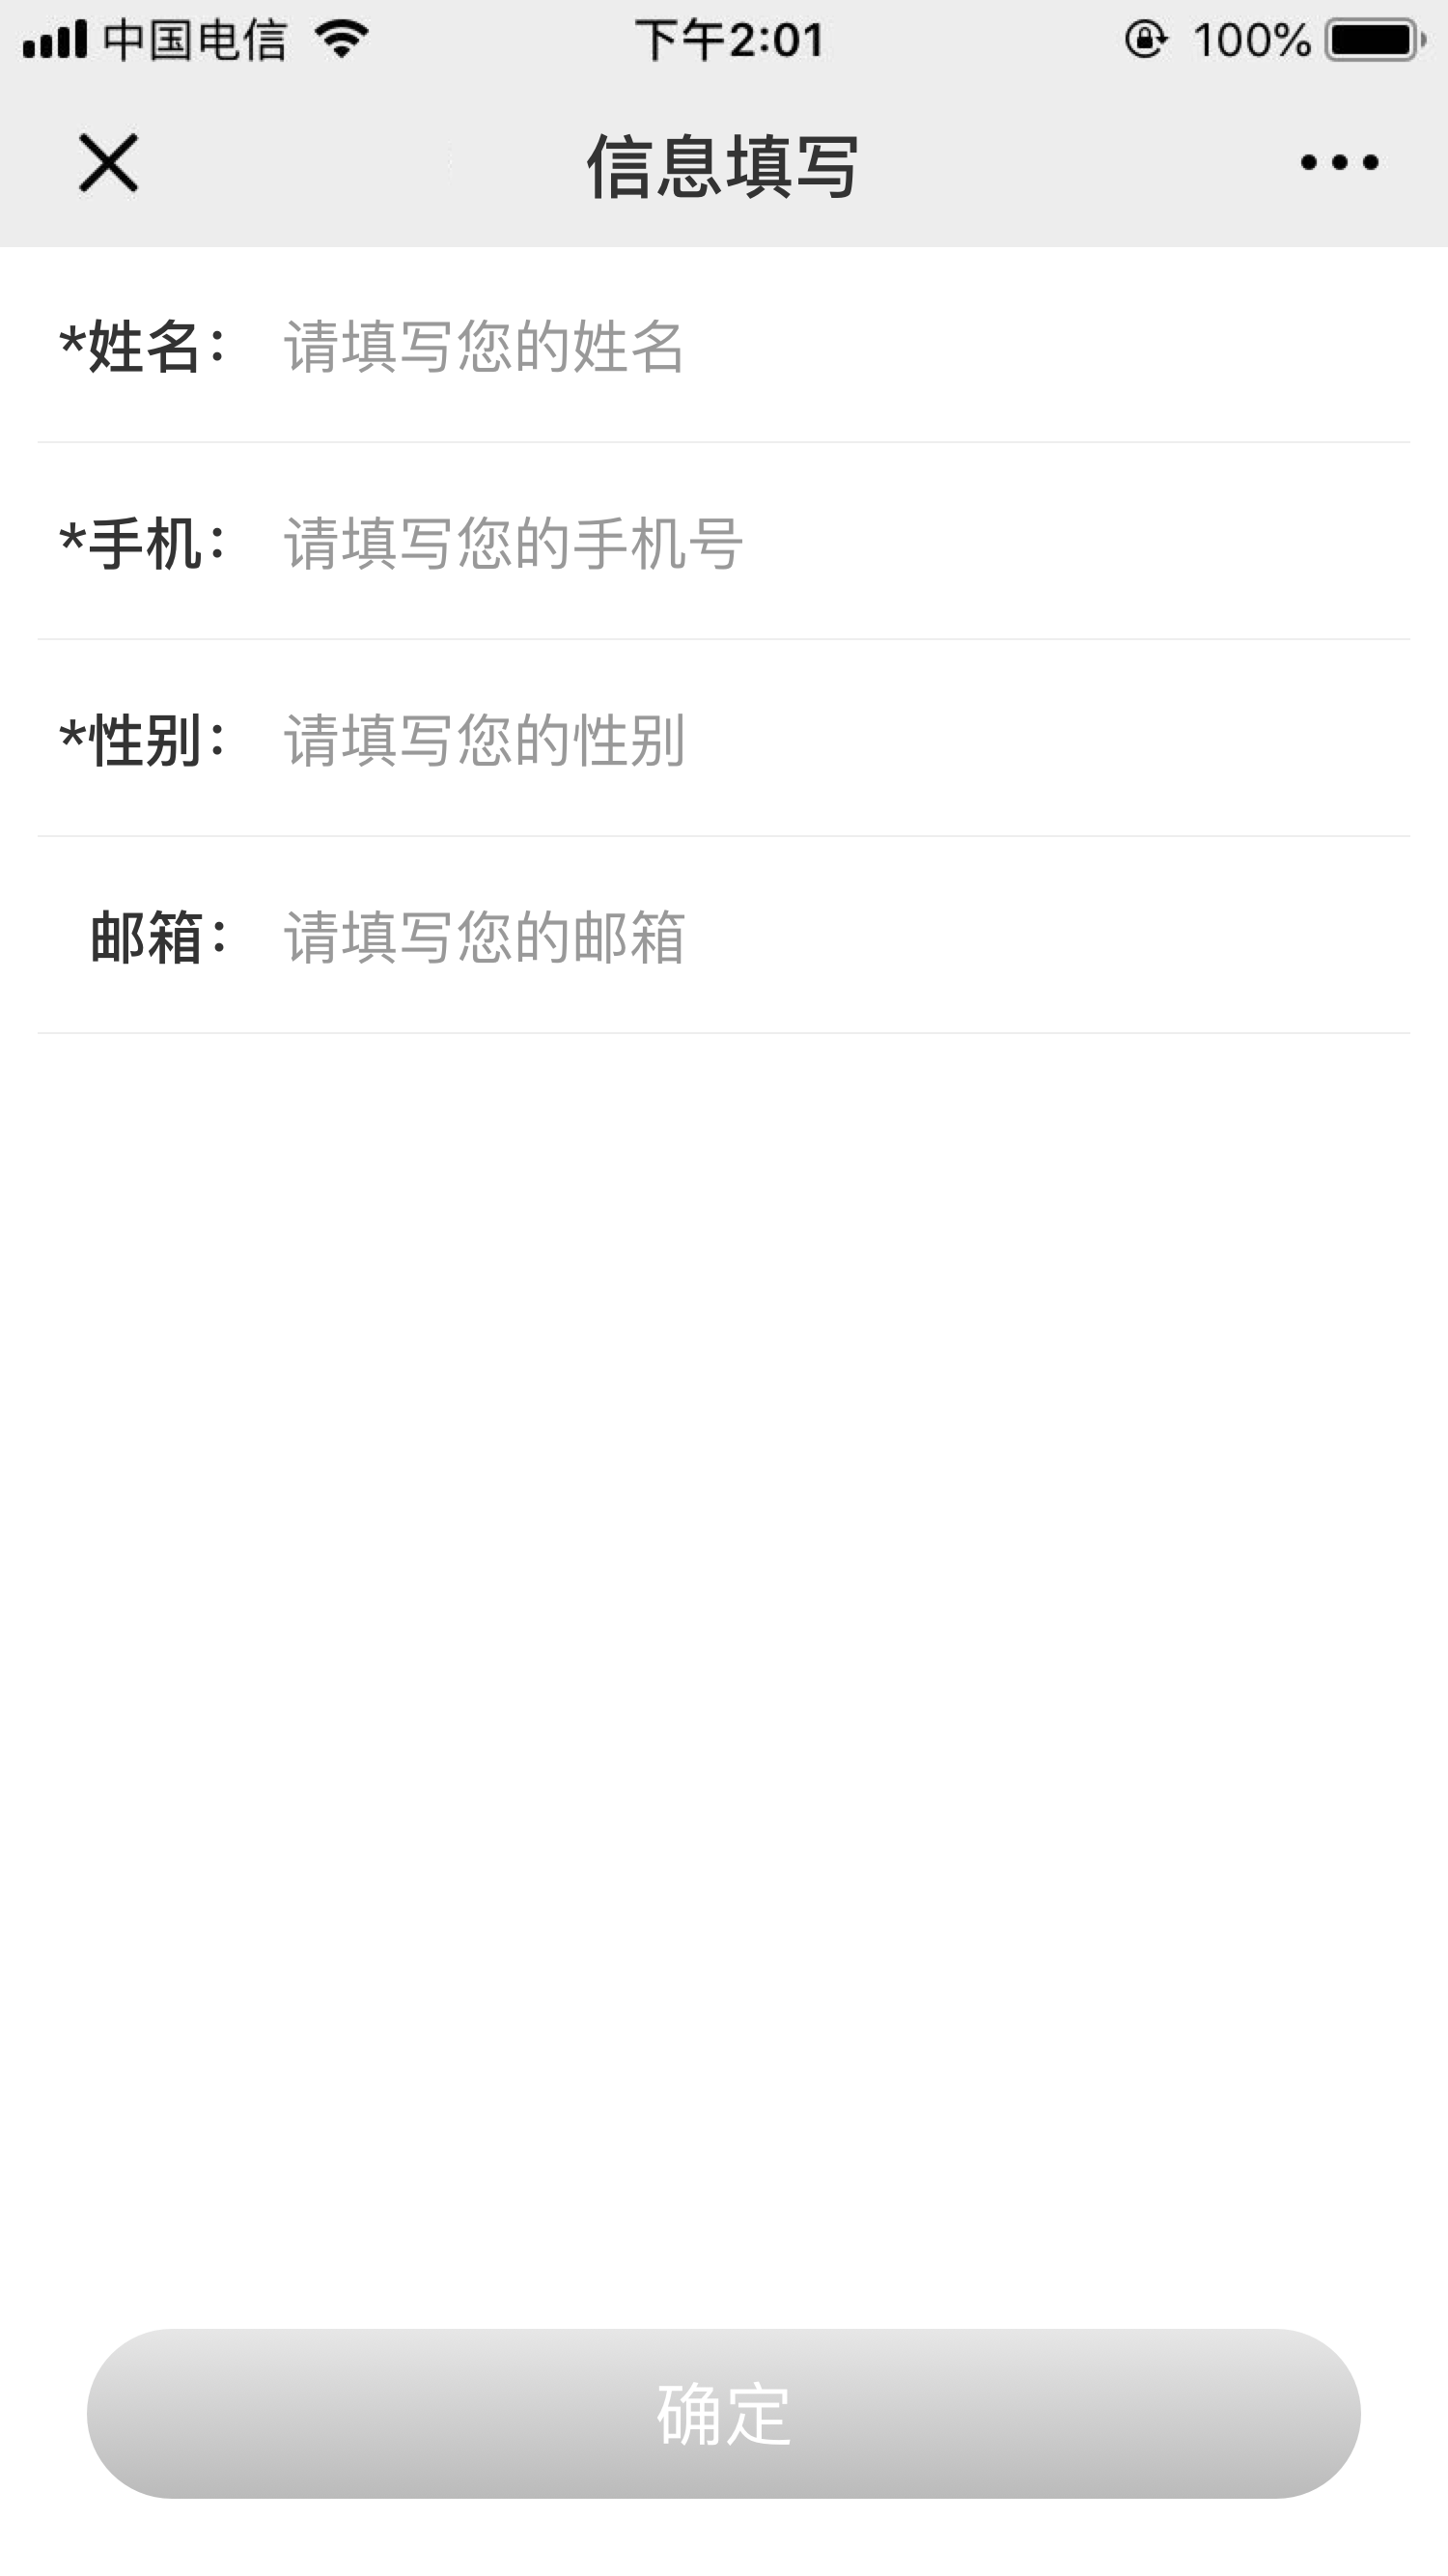 中国电信 下午2:01 100%
信息填写
*姓名： 请填写您的姓名
*手机： 请填写您的手机号
*性别： 请填写您的性别
邮箱： 请填写您的邮箱
确定